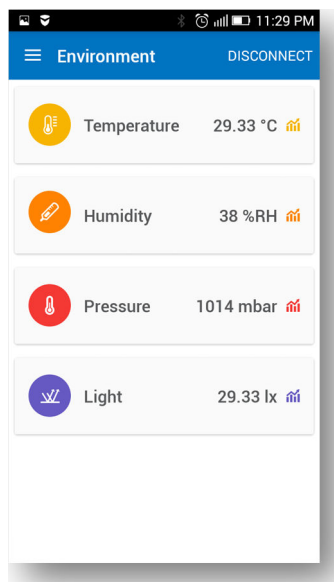 11:29 PM
Environment DISCONNECT
Temperature 29.33 °C
Humidity 38 %RH
Pressure 1014 mbar
Light 29.33 lx